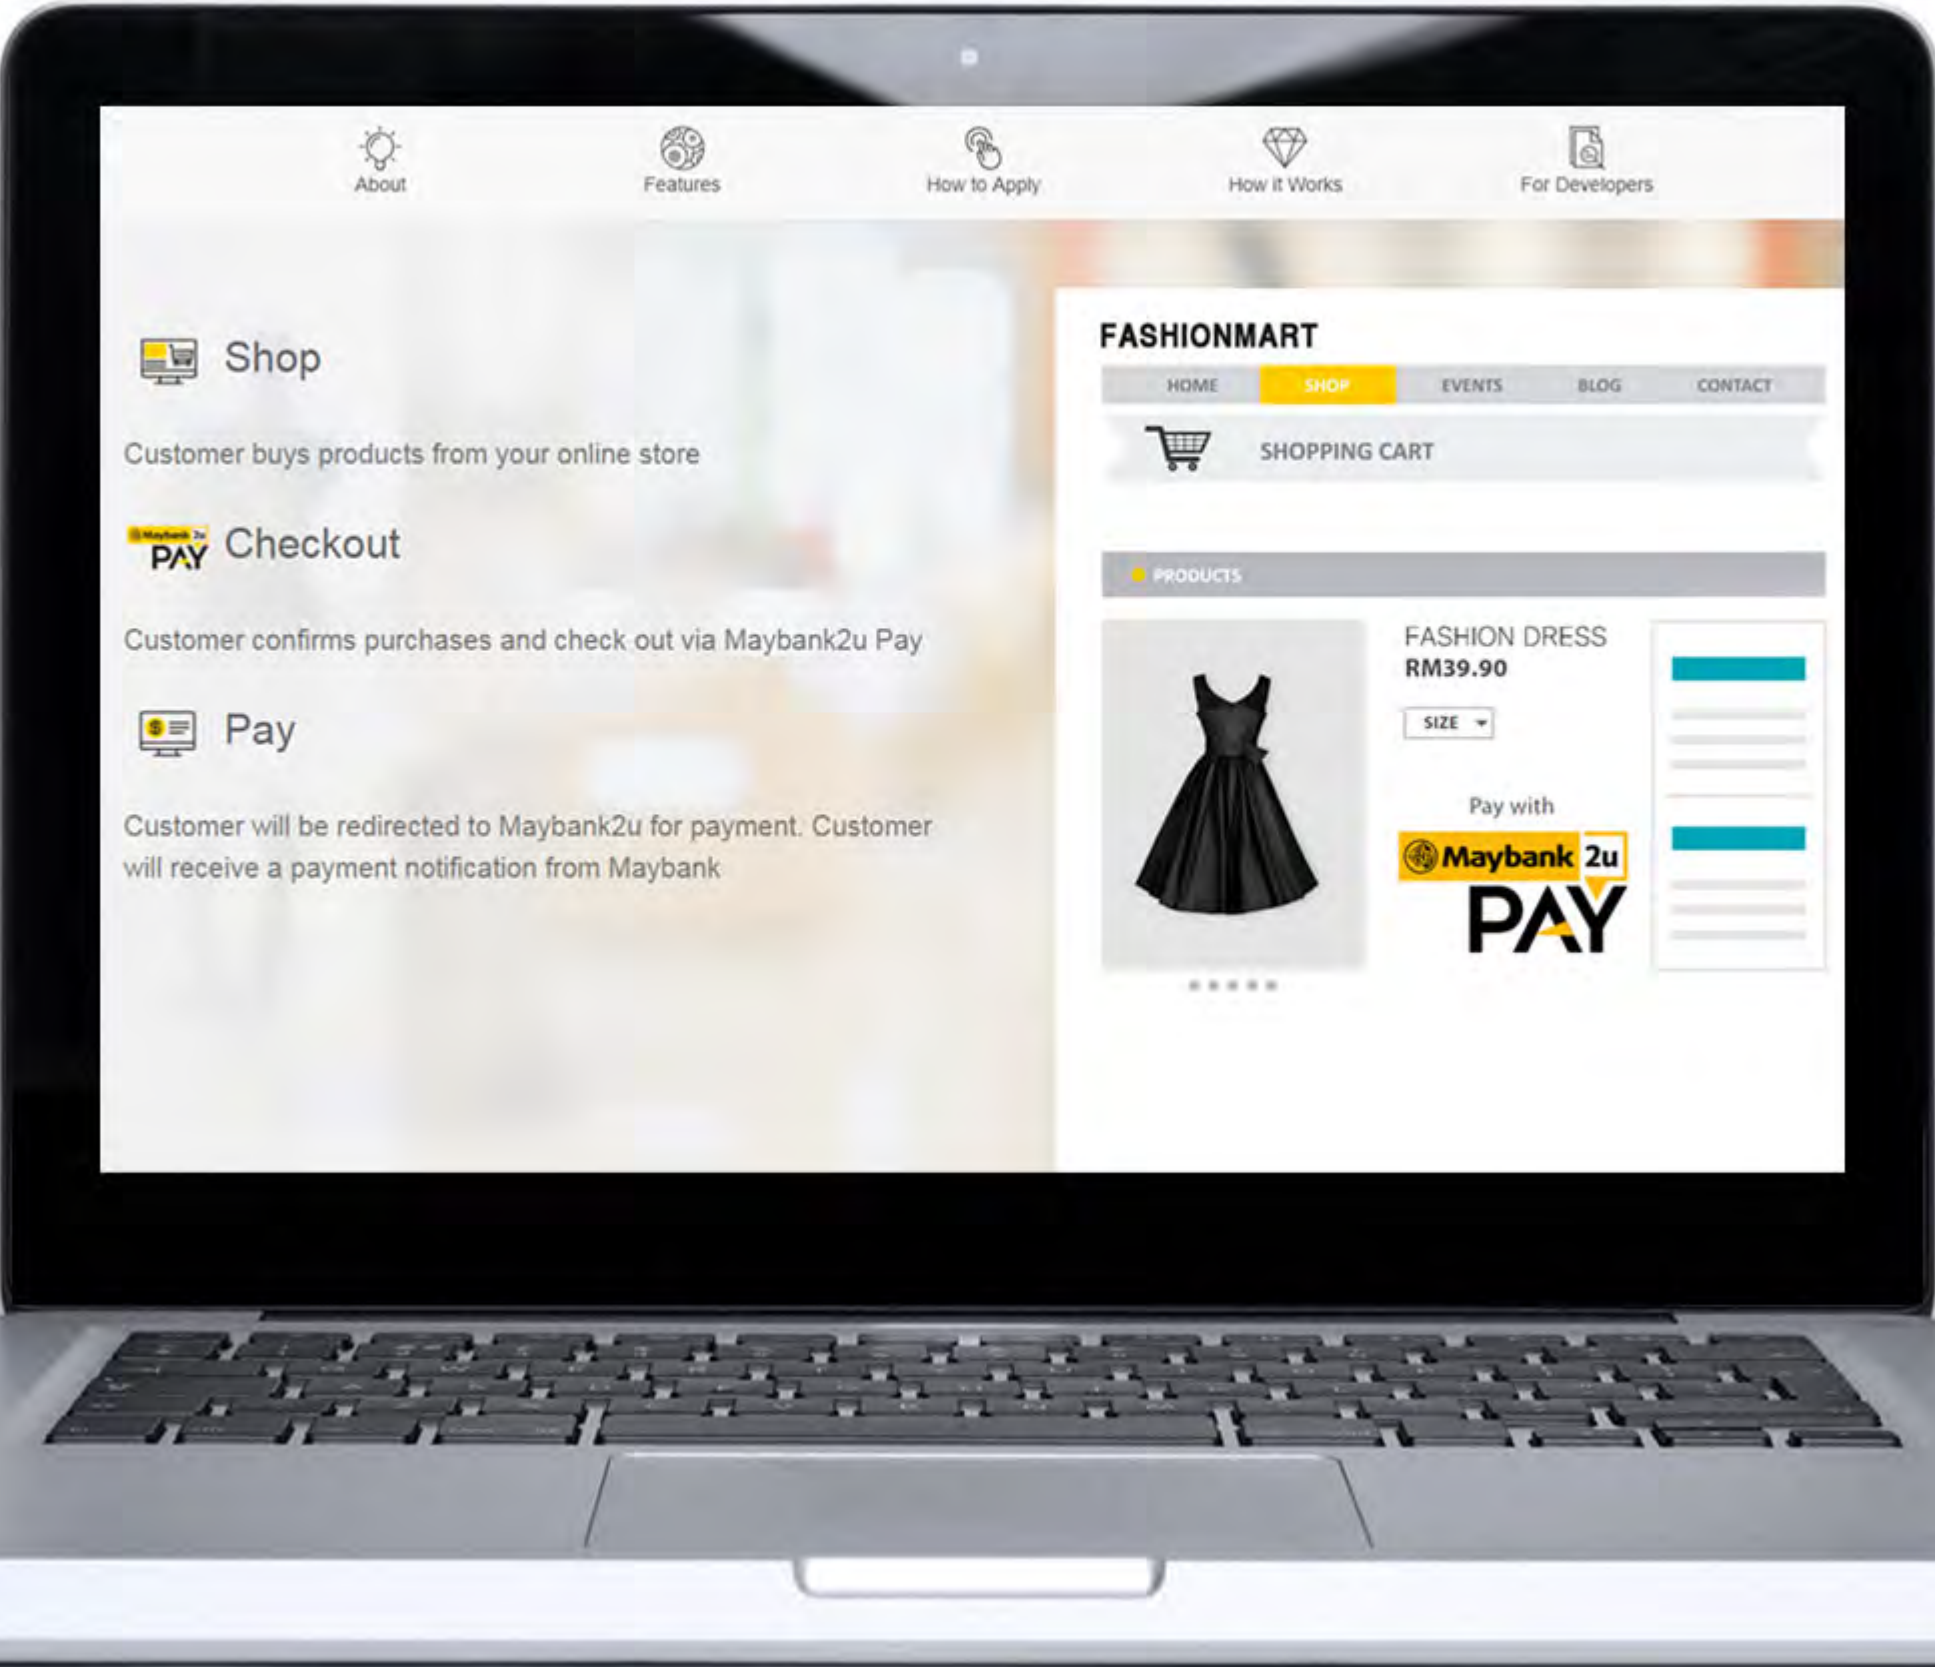 About
Features
How to Apply
How it Works
For Developers
Shop
Customer buys products from your online store
Maybank 2u
PAY
Checkout
Customer confirms purchases and check out via Maybank2u Pay
Pay
Customer will be redirected to Maybank2u for payment. Customer
will receive a payment notification from Maybank
FASHIONMART
HOME SHOP EVENTS BLOG CONTACT
SHOPPING CART
PRODUCTS
FASHION DRESS
RM39.90
SIZE
Pay with
Maybank 2u
PAY